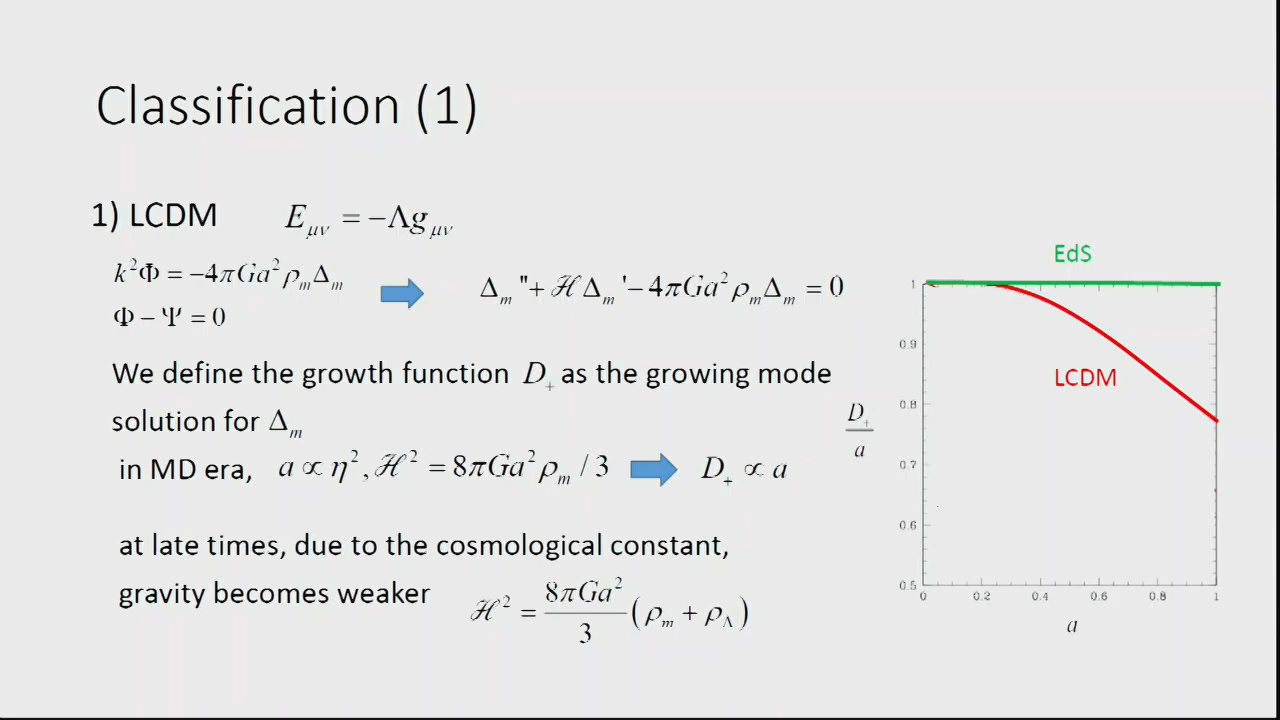 Classification (1)
1) LCDM E_{μν} = −Λg_{μν}
k²Φ = −4πGa²ρ_mΔ_m
Φ − Ψ = 0
Δ_m''+ ℋΔ_m'−4πGa²ρ_mΔ_m = 0
We define the growth function D_+ as the growing mode
solution for Δ_m
in MD era, a ∝ η², ℋ² = 8πGa²ρ_m / 3 D_+ ∝ a
at late times, due to the cosmological constant,
gravity becomes weaker ℋ² = \frac{8πGa²}{3}(ρ_m + ρ_Λ)
EdS
LCDM
D_+
a
1
0.9
0.8
0.7
0.6
0.5
0 0.2 0.4 0.6 0.8 1
a